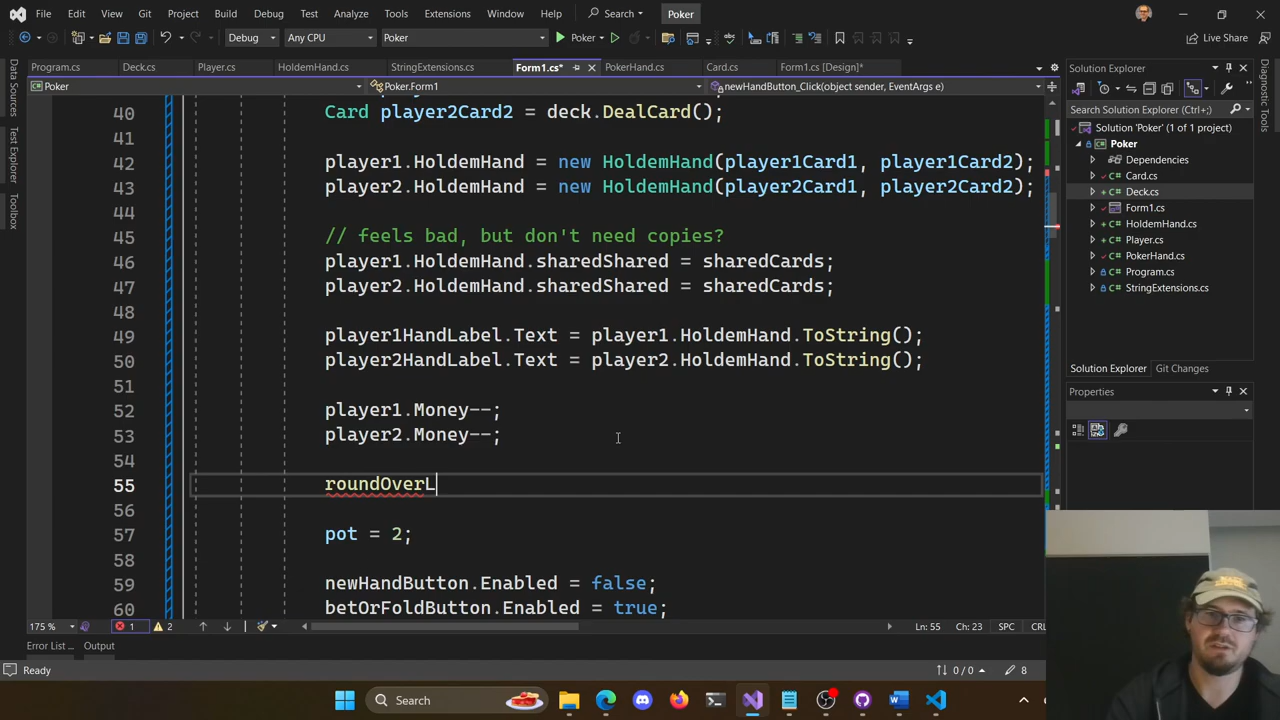 File Edit View Git Project Build Debug Test Analyze Tools Extensions Window Help Search Poker
Debug Any CPU Poker Poker Live Share
Program.cs Deck.cs Player.cs HoldemHand.cs StringExtensions.cs Form1.cs* PokerHand.cs Card.cs Form1.cs [Design]*
Poker Poker.Form1 newHandButton_Click(object sender, EventArgs e)
40 Card player2Card2 = deck.DealCard();
41
42 player1.HoldemHand = new HoldemHand(player1Card1, player1Card2);
43 player2.HoldemHand = new HoldemHand(player2Card1, player2Card2);
44
45 // feels bad, but don't need copies?
46 player1.HoldemHand.sharedShared = sharedCards;
47 player2.HoldemHand.sharedShared = sharedCards;
48
49 player1HandLabel.Text = player1.HoldemHand.ToString();
50 player2HandLabel.Text = player2.HoldemHand.ToString();
51
52 player1.Money--;
53 player2.Money--;
54
55 roundOverL
56
57 pot = 2;
58
59 newHandButton.Enabled = false;
60 betOrFoldButton.Enabled = true;
175 % 1 2 Ln: 55 Ch: 23 SPC CRL
Error List ... Output
Ready 0 / 0 8
Data Sources
Test Explorer
Toolbox
Solution Explorer
Search Solution Explorer (Ctrl+;)
Solution 'Poker' (1 of 1 project)
Poker
Dependencies
Card.cs
Deck.cs
Form1.cs
HoldemHand.cs
Player.cs
PokerHand.cs
Program.cs
StringExtensions.cs
Solution Explorer Git Changes
Properties
Diagnostic Tools
Search